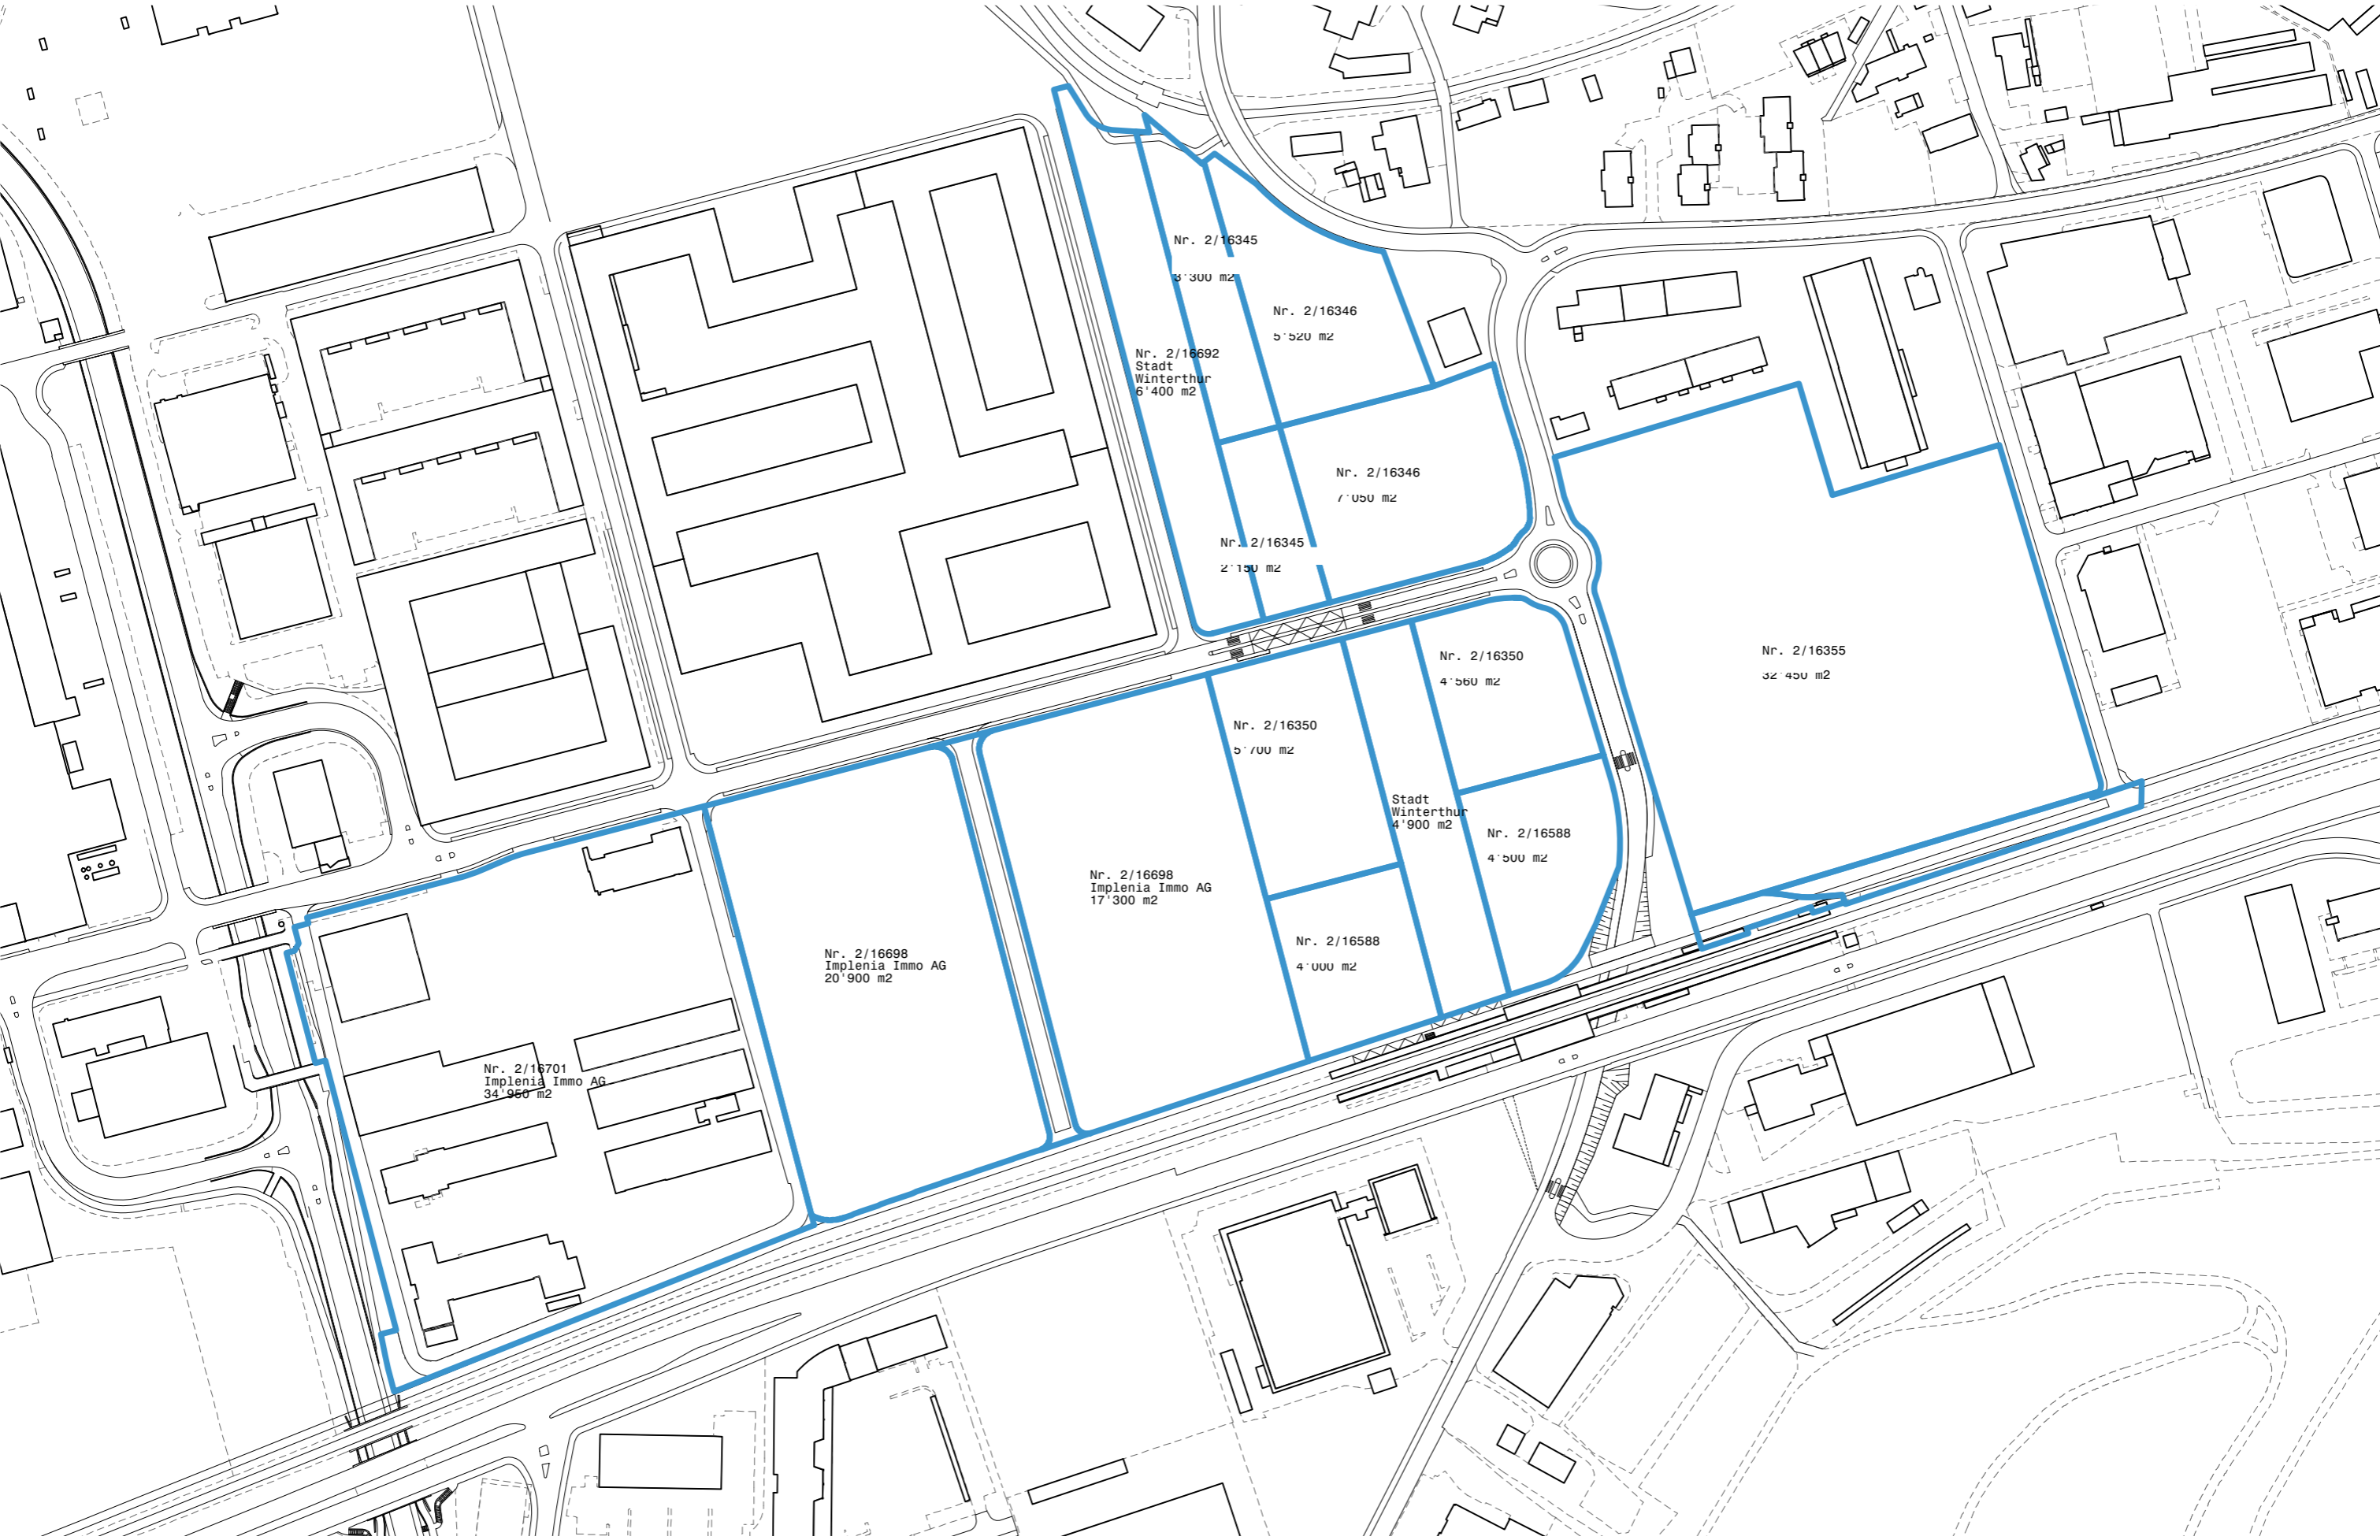 Nr. 2/16345
3'300 m2
Nr. 2/16346
5'520 m2
Nr. 2/16692
Stadt
Winterthur
6'400 m2
Nr. 2/16346
7'050 m2
Nr. 2/16345
2'150 m2
Nr. 2/16350
4'560 m2
Nr. 2/16355
32'450 m2
Nr. 2/16350
5'700 m2
Stadt
Winterthur
4'900 m2
Nr. 2/16588
4'500 m2
Nr. 2/16698
Implenia Immo AG
17'300 m2
Nr. 2/16588
4'000 m2
Nr. 2/16698
Implenia Immo AG
20'900 m2
Nr. 2/16701
Implenia Immo AG
34'950 m2